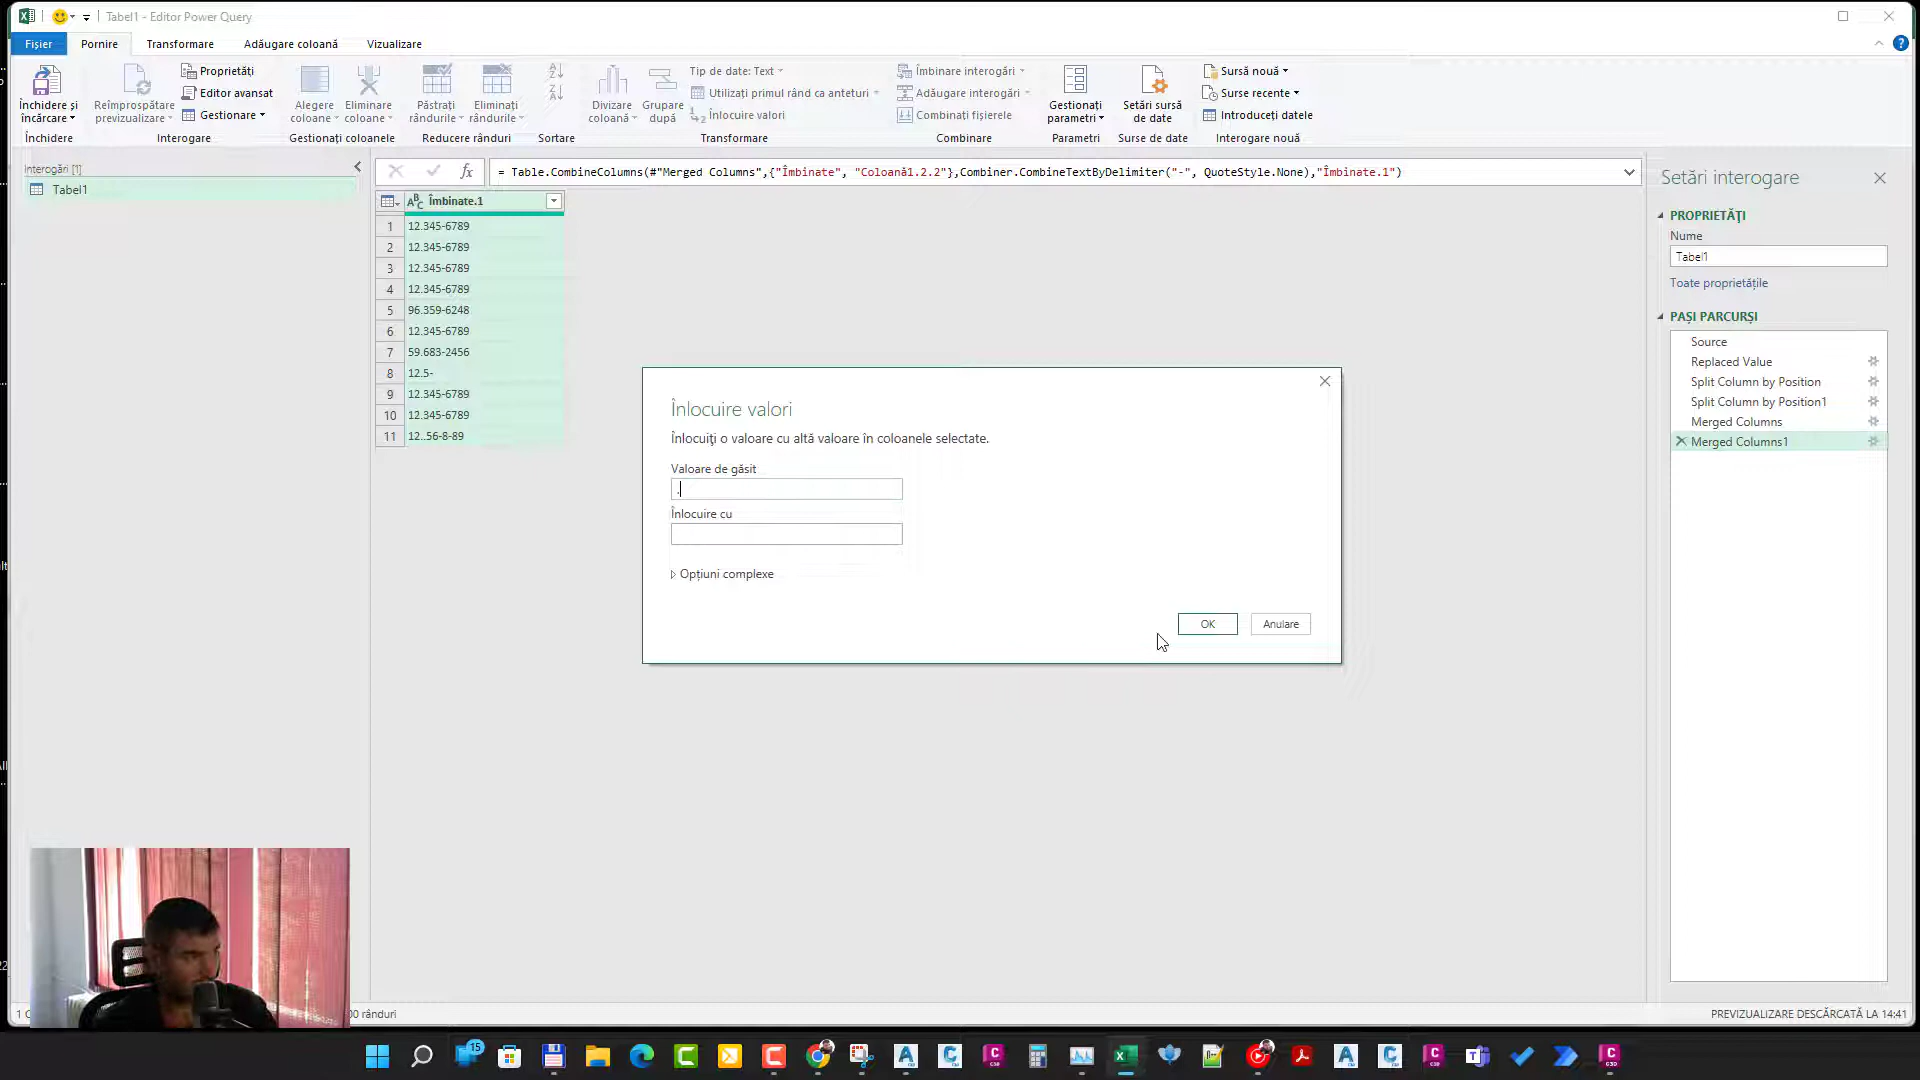 Tabel1 - Editor Power Query
Fișier
Pornire
Transformare
Adăugare coloană
Vizualizare
Închidere și încărcare
Închidere
Reîmprospătare previzualizare
Proprietăți
Editor avansat
Gestionare
Interogare
Alegere coloane
Eliminare coloane
Gestionați coloanele
Păstrați rândurile
Eliminați rândurile
Reducere rânduri
Sortare
Divizare coloană
Grupare după
Tip de date: Text
Utilizați primul rând ca anteturi
Înlocuire valori
Transformare
Îmbinare interogări
Adăugare interogări
Combinați fișierele
Combinare
Gestionați parametri
Parametri
Setări sursă de date
Surse de date
Sursă nouă
Surse recente
Introduceți datele
Interogare nouă
Interogări [1]
Tabel1
fx
= Table.CombineColumns(#"Merged Columns",{"Îmbinate", "Coloană1.2.2"},Combiner.CombineTextByDelimiter("-", QuoteStyle.None),"Îmbinate.1")
ABC Îmbinate.1
1 12.345-6789
2 12.345-6789
3 12.345-6789
4 12.345-6789
5 96.359-6248
6 12.345-6789
7 59.683-2456
8 12.5-
9 12.345-6789
10 12.345-6789
11 12..56-8-89
Înlocuire valori
Înlocuiți o valoare cu altă valoare în coloanele selectate.
Valoare de găsit
.
Înlocuire cu
Opțiuni complexe
OK
Anulare
Setări interogare
PROPRIETĂȚI
Nume
Tabel1
Toate proprietățile
PAȘI PARCURȘI
Source
Replaced Value
Split Column by Position
Split Column by Position1
Merged Columns
Merged Columns1
00 rânduri
PREVIZUALIZARE DESCĂRCATĂ LA 14:41
15